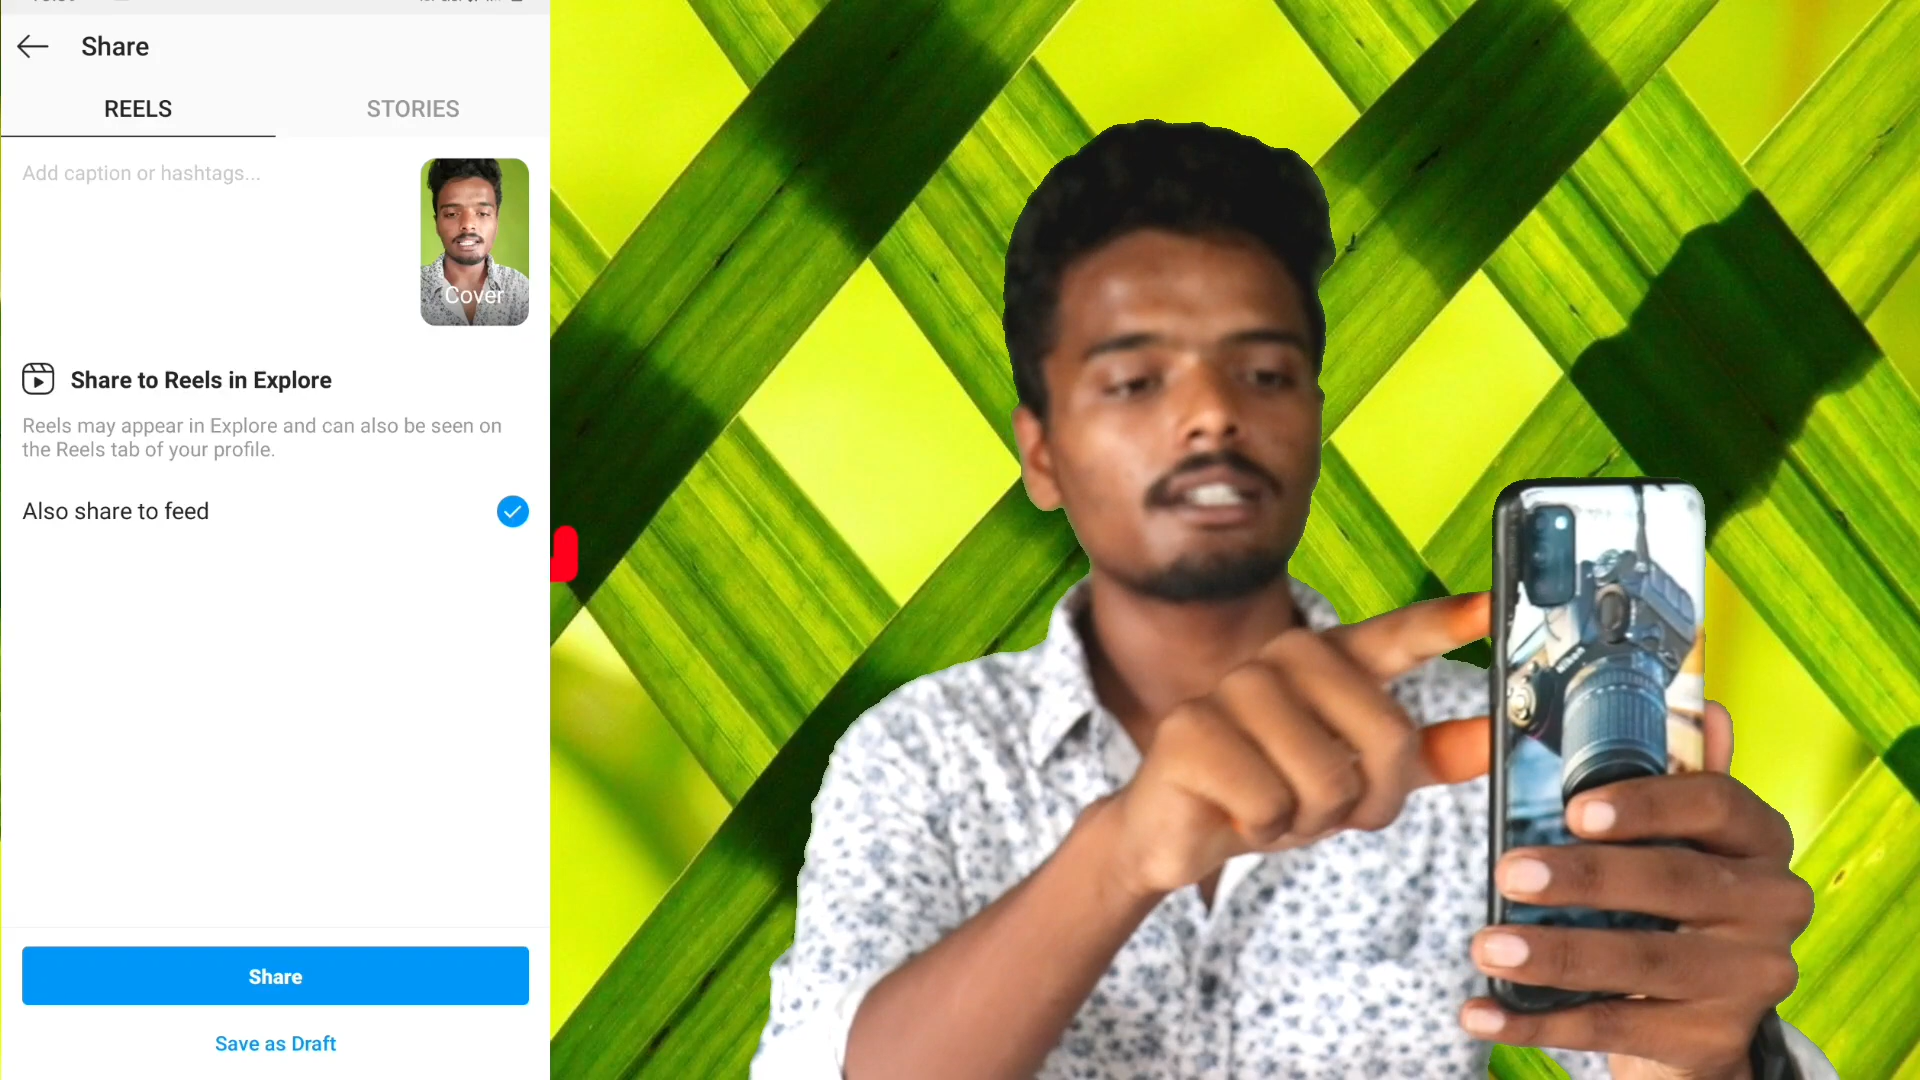 Share
REELS
STORIES
Add caption or hashtags...
Cover
Share to Reels in Explore
Reels may appear in Explore and can also be seen on
the Reels tab of your profile.
Also share to feed
Share
Save as Draft